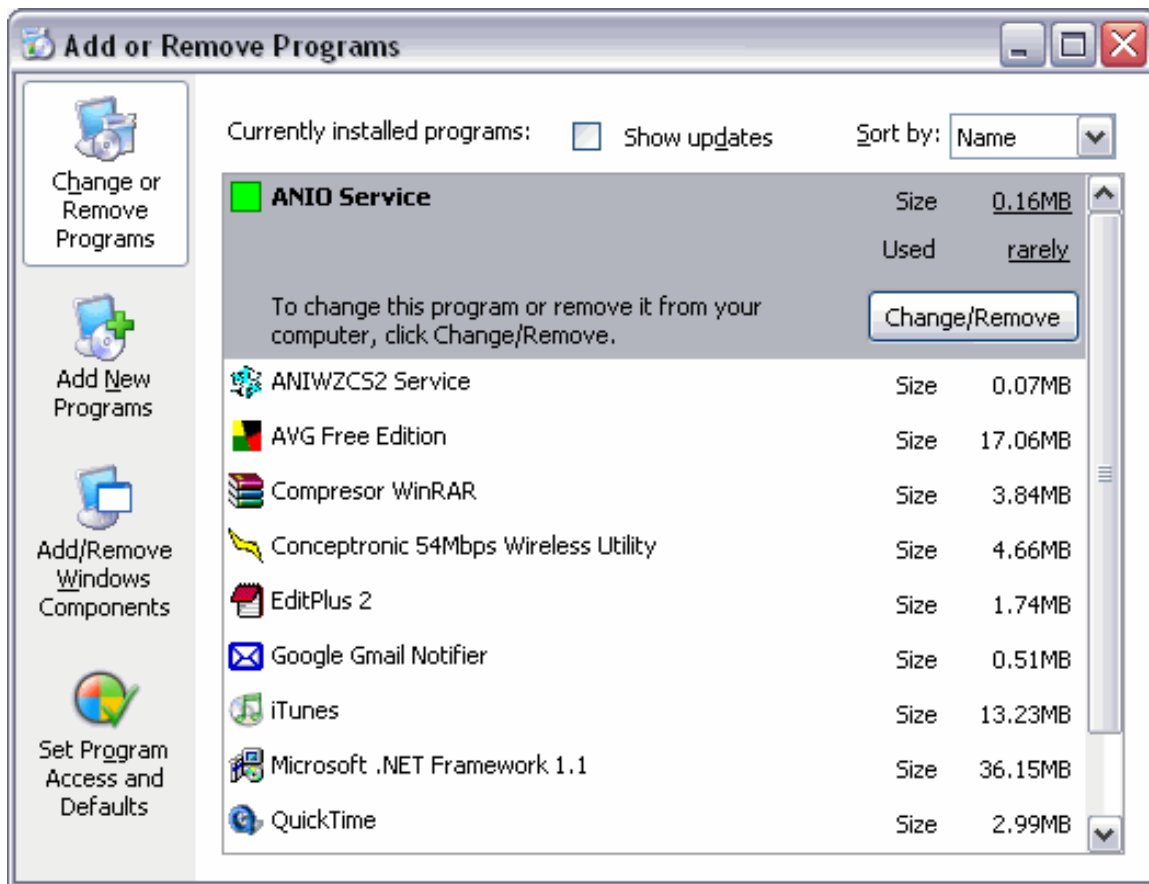 Add or Remove Programs
Change or
Remove
Programs
Add New
Programs
Add/Remove
Windows
Components
Set Program
Access and
Defaults
Currently installed programs: Show updates Sort by: Name
ANIO Service Size 0.16MB
Used rarely
To change this program or remove it from your
computer, click Change/Remove.
Change/Remove
ANIWZCS2 Service Size 0.07MB
AVG Free Edition Size 17.06MB
Compresor WinRAR Size 3.84MB
Conceptronic 54Mbps Wireless Utility Size 4.66MB
EditPlus 2 Size 1.74MB
Google Gmail Notifier Size 0.51MB
iTunes Size 13.23MB
Microsoft .NET Framework 1.1 Size 36.15MB
QuickTime Size 2.99MB